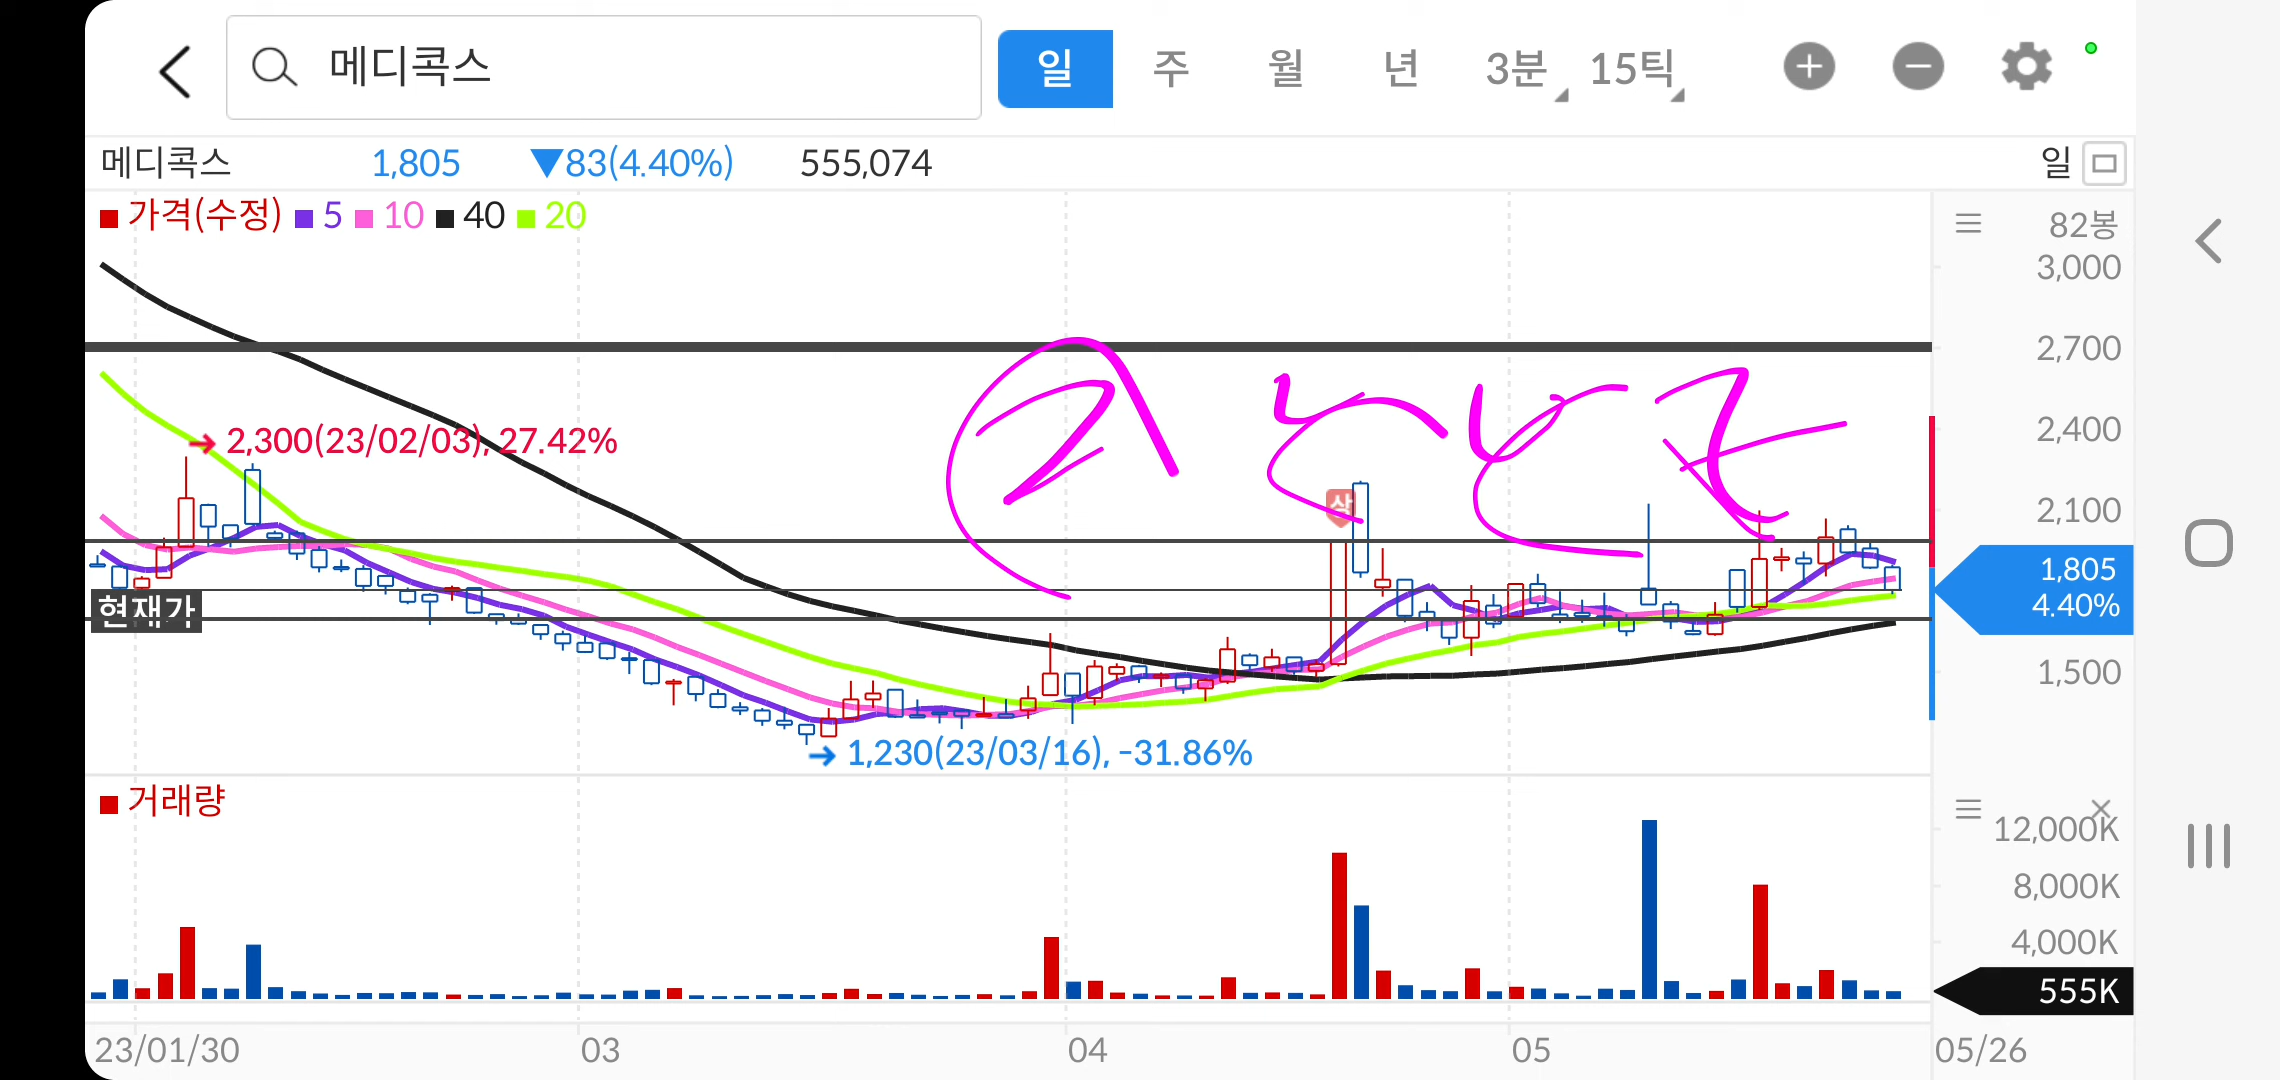 메디콕스 일 주 월 년 3분 15틱
메디콕스 1,805 ▼83(4.40%) 555,074 일
가격(수정) 5 10 40 20 82봉
3,000
2,700
2,400
2,300(23/02/03), 27.42%
상
2,100
1,805
4.40%
현재가
1,500
1,230(23/03/16), -31.86%
거래량
12,000K
8,000K
4,000K
555K
23/01/30 03 04 05 05/26